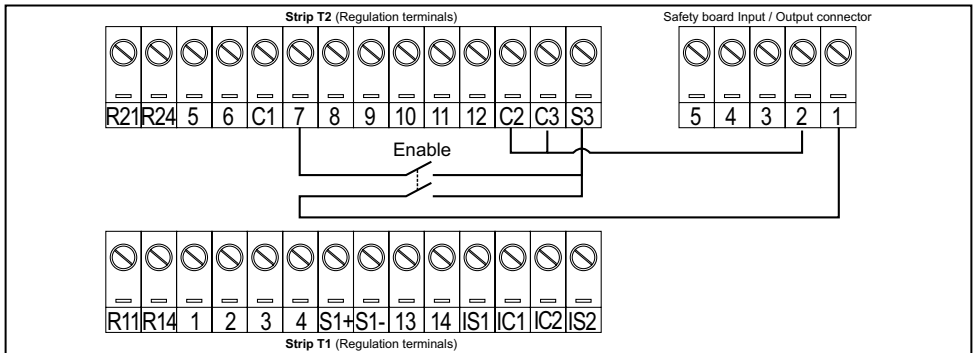 Strip T2 (Regulation terminals)
Safety board Input / Output connector
R21 R24 5 6 C1 7 8 9 10 11 12 C2 C3 S3
5 4 3 2 1
Enable
R11 R14 1 2 3 4 S1+ S1- 13 14 IS1 IC1 IC2 IS2
Strip T1 (Regulation terminals)